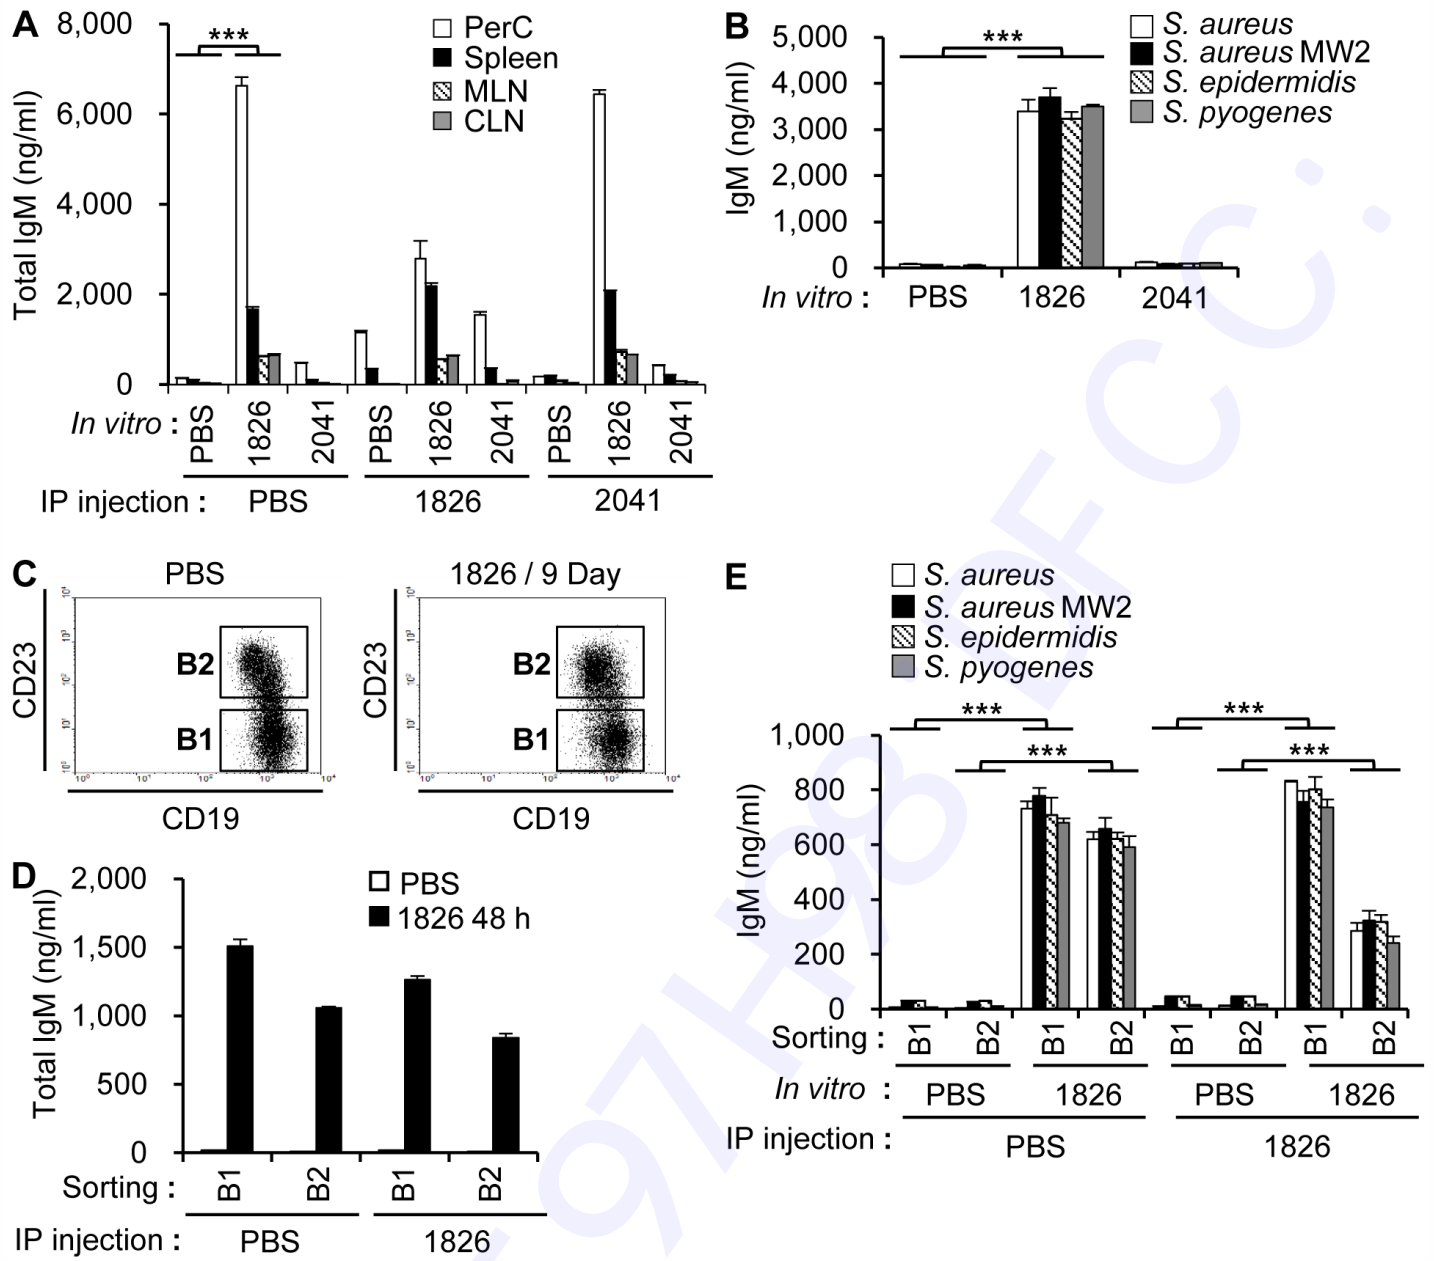 A
8,000
6,000
4,000
2,000
0
Total IgM (ng/ml)
***
PerC
Spleen
MLN
CLN
In vitro :
PBS
1826
2041
PBS
1826
2041
PBS
1826
2041
IP injection :
PBS
1826
2041
B
5,000
4,000
3,000
2,000
1,000
0
IgM (ng/ml)
***
S. aureus
S. aureus MW2
S. epidermidis
S. pyogenes
In vitro :
PBS
1826
2041
C
PBS
1826 / 9 Day
CD23
B2
B1
CD19
CD23
B2
B1
CD19
D
2,000
1,500
1,000
500
0
Total IgM (ng/ml)
PBS
1826 48 h
Sorting :
B1
B2
B1
B2
IP injection :
PBS
1826
E
S. aureus
S. aureus MW2
S. epidermidis
S. pyogenes
1,000
800
600
400
200
0
IgM (ng/ml)
***
***
***
***
Sorting :
B1
B2
B1
B2
B1
B2
B1
B2
In vitro :
PBS
1826
PBS
1826
IP injection :
PBS
1826